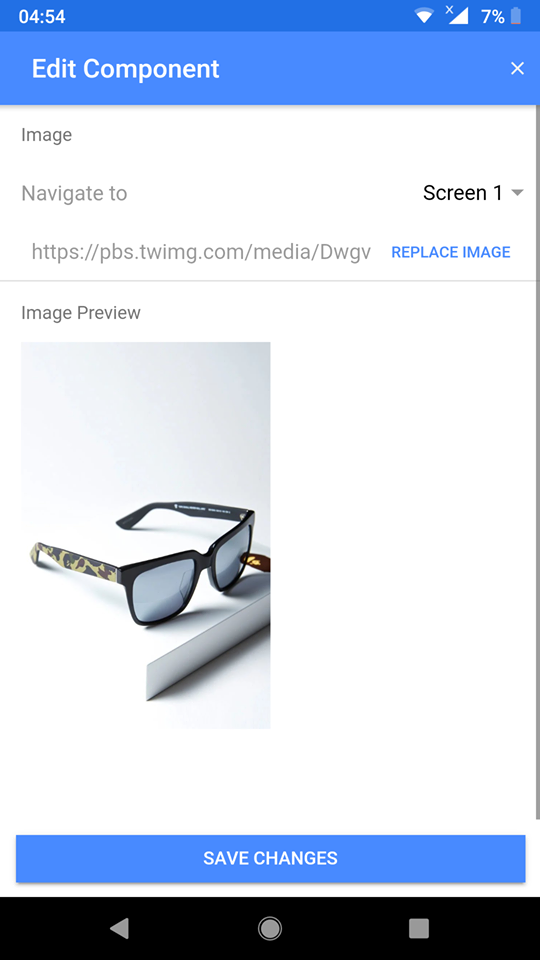 04:54
7%
Edit Component
Image
Navigate to
Screen 1
https://pbs.twimg.com/media/Dwgv
REPLACE IMAGE
Image Preview
SAVE CHANGES